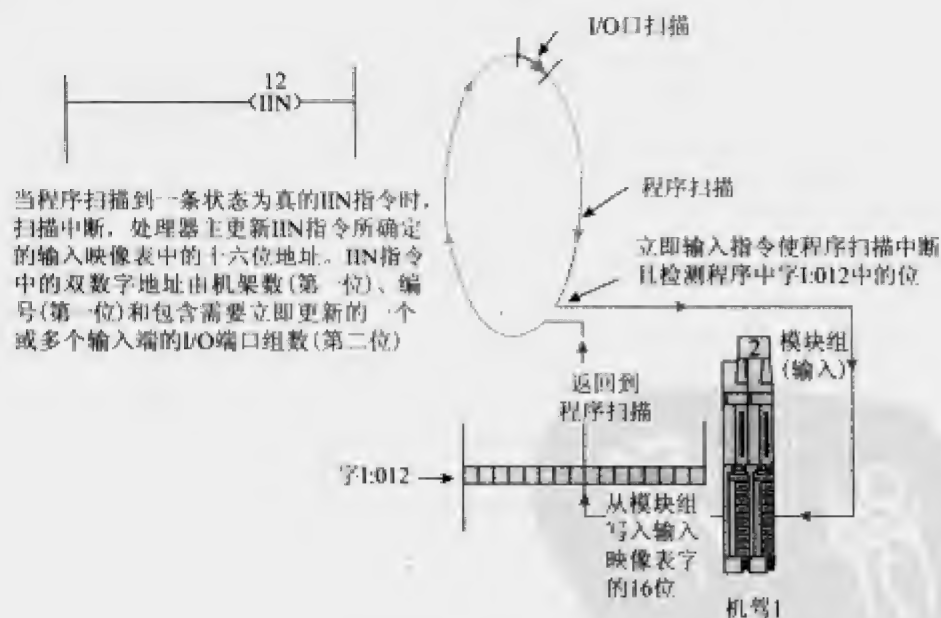 I/O口扫描
12
IIN
当程序扫描到一条状态为真的IIN指令时,
扫描中断, 处理器主更新IIN指令所确定
的输入映像表中的十六位地址。IIN指令
中的双数字地址由机架数(第一位)、编
号(第一位)和包含需要立即更新的一个
或多个输入端的I/O端口组数(第二位)
程序扫描
立即输入指令使程序扫描中断
且检测程序中字I:012中的位
2
模块组
(输入)
返回到
程序扫描
字I:012
从模块组
写入输入
映像表字
的16位
机驾1